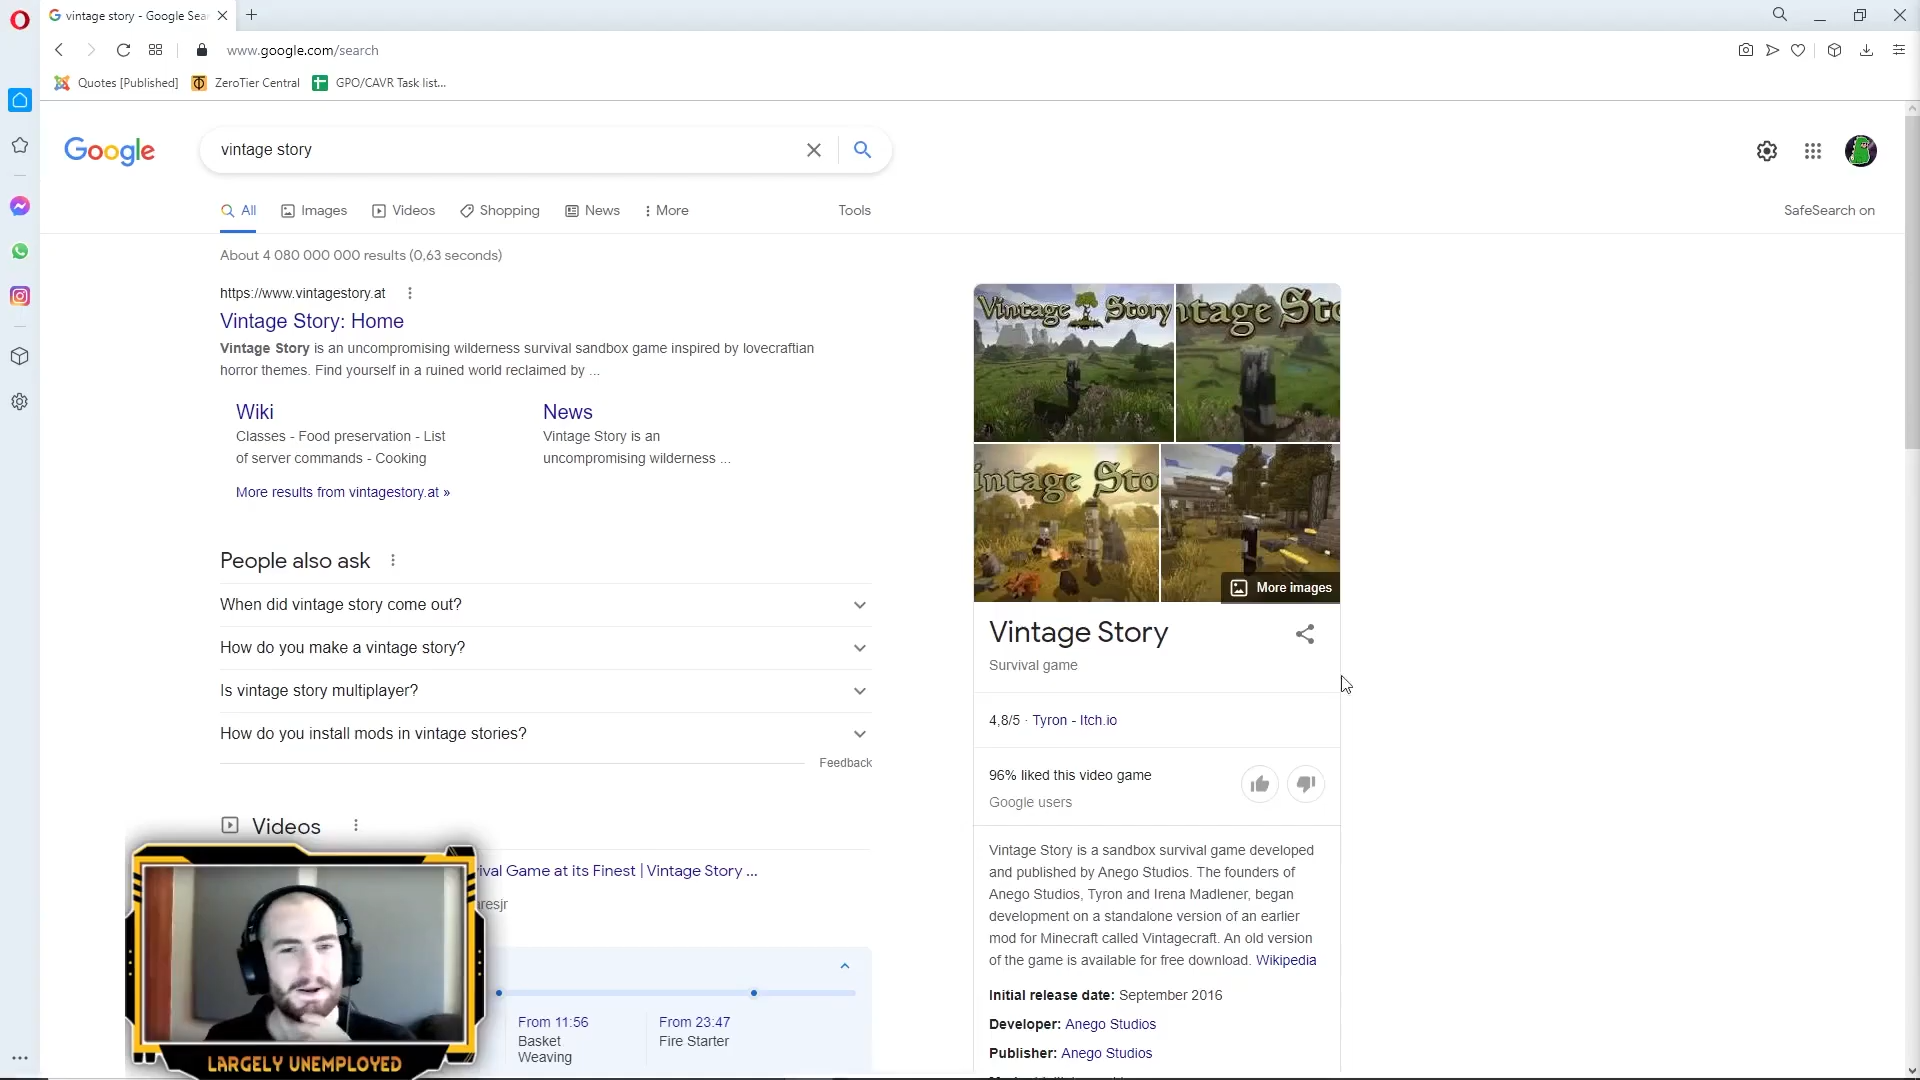 vintage story - Google Sea
www.google.com/search
Quotes [Published]
ZeroTier Central
GPO/CAVR Task list...
Google
vintage story
All
Images
Videos
Shopping
News
More
Tools
SafeSearch on
About 4 080 000 000 results (0,63 seconds)
https://www.vintagestory.at
Vintage Story: Home
Vintage Story is an uncompromising wilderness survival sandbox game inspired by lovecraftian
horror themes. Find yourself in a ruined world reclaimed by ...
Wiki
Classes - Food preservation - List
of server commands - Cooking
News
Vintage Story is an
uncompromising wilderness ...
More results from vintagestory.at »
People also ask
When did vintage story come out?
How do you make a vintage story?
Is vintage story multiplayer?
How do you install mods in vintage stories?
Feedback
Videos
ival Game at its Finest | Vintage Story ...
aresjr
From 11:56
Basket
Weaving
From 23:47
Fire Starter
LARGELY UNEMPLOYED
Vintage Story
ntage Sto
intage Sto
More images
Vintage Story
Survival game
4,8/5 · Tyron - Itch.io
96% liked this video game
Google users
Vintage Story is a sandbox survival game developed
and published by Anego Studios. The founders of
Anego Studios, Tyron and Irena Madlener, began
development on a standalone version of an earlier
mod for Minecraft called Vintagecraft. An old version
of the game is available for free download. Wikipedia
Initial release date: September 2016
Developer: Anego Studios
Publisher: Anego Studios